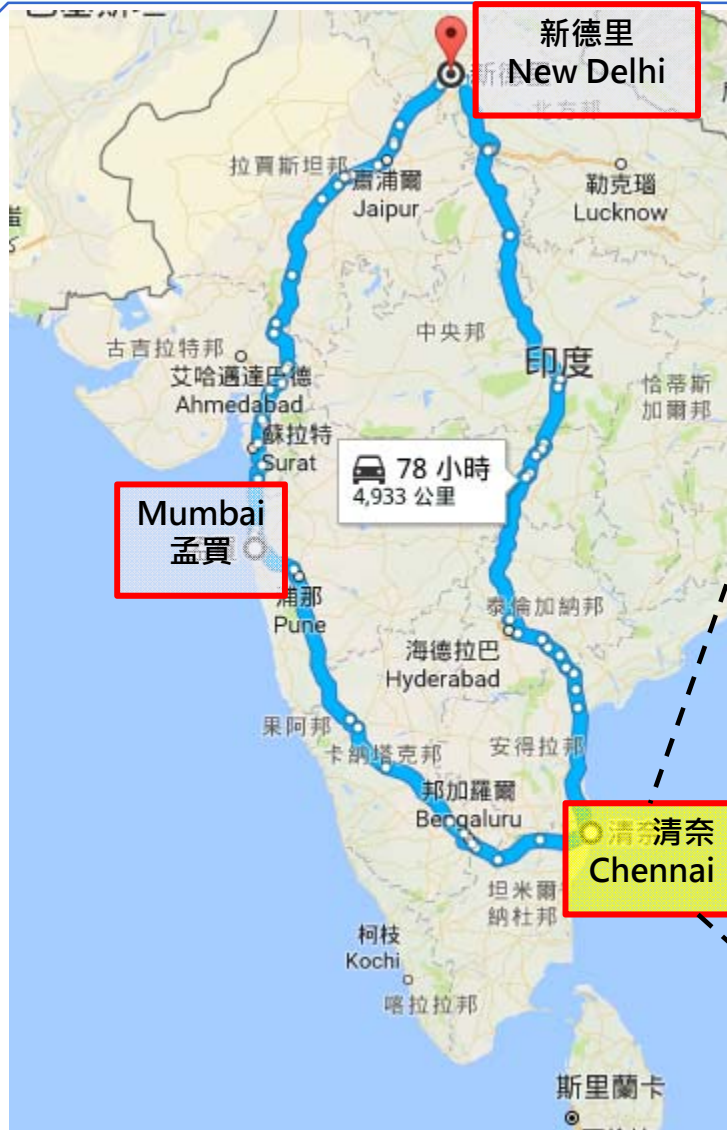 新德里
New Delhi
拉賈斯坦邦
齋浦爾
Jaipur
勒克瑙
Lucknow
中央邦
印度
古吉拉特邦
艾哈邁達巴德
Ahmedabad
恰蒂斯
加爾邦
蘇拉特
Surat
78 小時
4,933 公里
Mumbai
孟買
浦那
Pune
泰倫加納邦
海德拉巴
Hyderabad
果阿邦
卡納塔克邦
安得拉邦
邦加羅爾
Bengaluru
清奈
Chennai
坦米爾
納杜邦
柯枝
Kochi
喀拉拉邦
斯里蘭卡